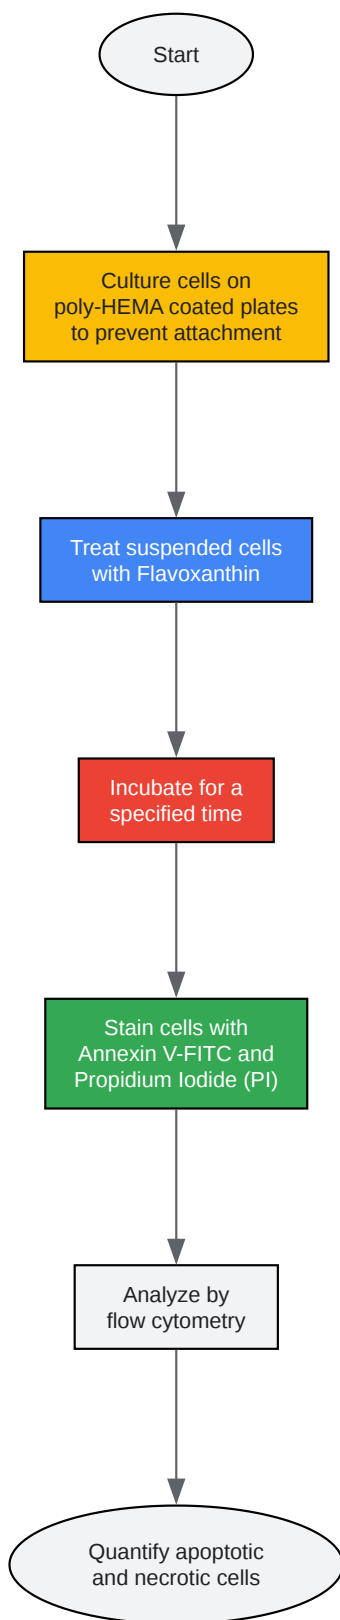 Start
Culture cells on
poly-HEMA coated plates
to prevent attachment
Treat suspended cells
with Flavoxanthin
Incubate for a
specified time
Stain cells with
Annexin V-FITC and
Propidium Iodide (PI)
Analyze by
flow cytometry
Quantify apoptotic
and necrotic cells